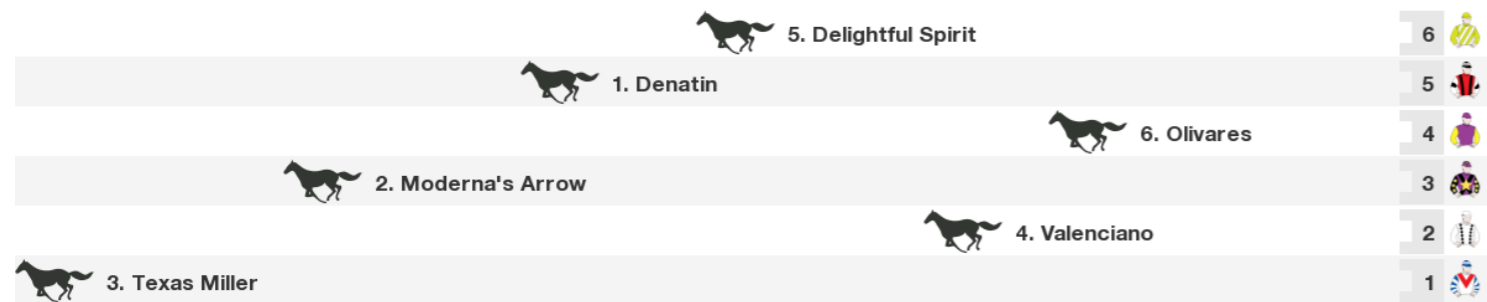 5. Delightful Spirit 6
1. Denatin 5
6. Olivares 4
2. Moderna's Arrow 3
4. Valenciano 2
3. Texas Miller 1